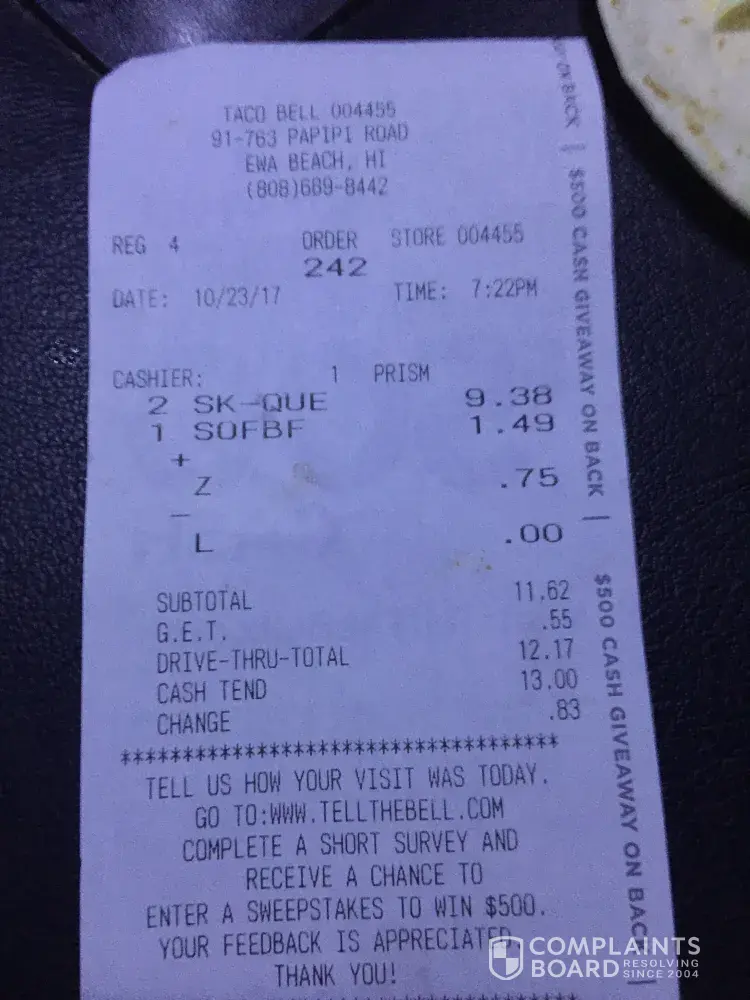 TACO BELL 004455
91-763 PAPIPI ROAD
EWA BEACH, HI
(808)689-8442
REG 4 ORDER STORE 004455
242
DATE: 10/23/17 TIME: 7:22PM
CASHIER: 1 PRISM
2 SK-QUE 9.38
1 SOFBF 1.49
+
Z .75
-
L .00
SUBTOTAL 11.62
G.E.T. .55
DRIVE-THRU-TOTAL 12.17
CASH TEND 13.00
CHANGE .83
***********************************
TELL US HOW YOUR VISIT WAS TODAY.
GO TO:WWW.TELLTHEBELL.COM
COMPLETE A SHORT SURVEY AND
RECEIVE A CHANCE TO
ENTER A SWEEPSTAKES TO WIN $500.
YOUR FEEDBACK IS APPRECIATED.
THANK YOU!
ON BACK | $500 CASH GIVEAWAY ON BACK | $500 CASH GIVEAWAY ON BACK |
COMPLAINTS
BOARD RESOLVING
SINCE 2004